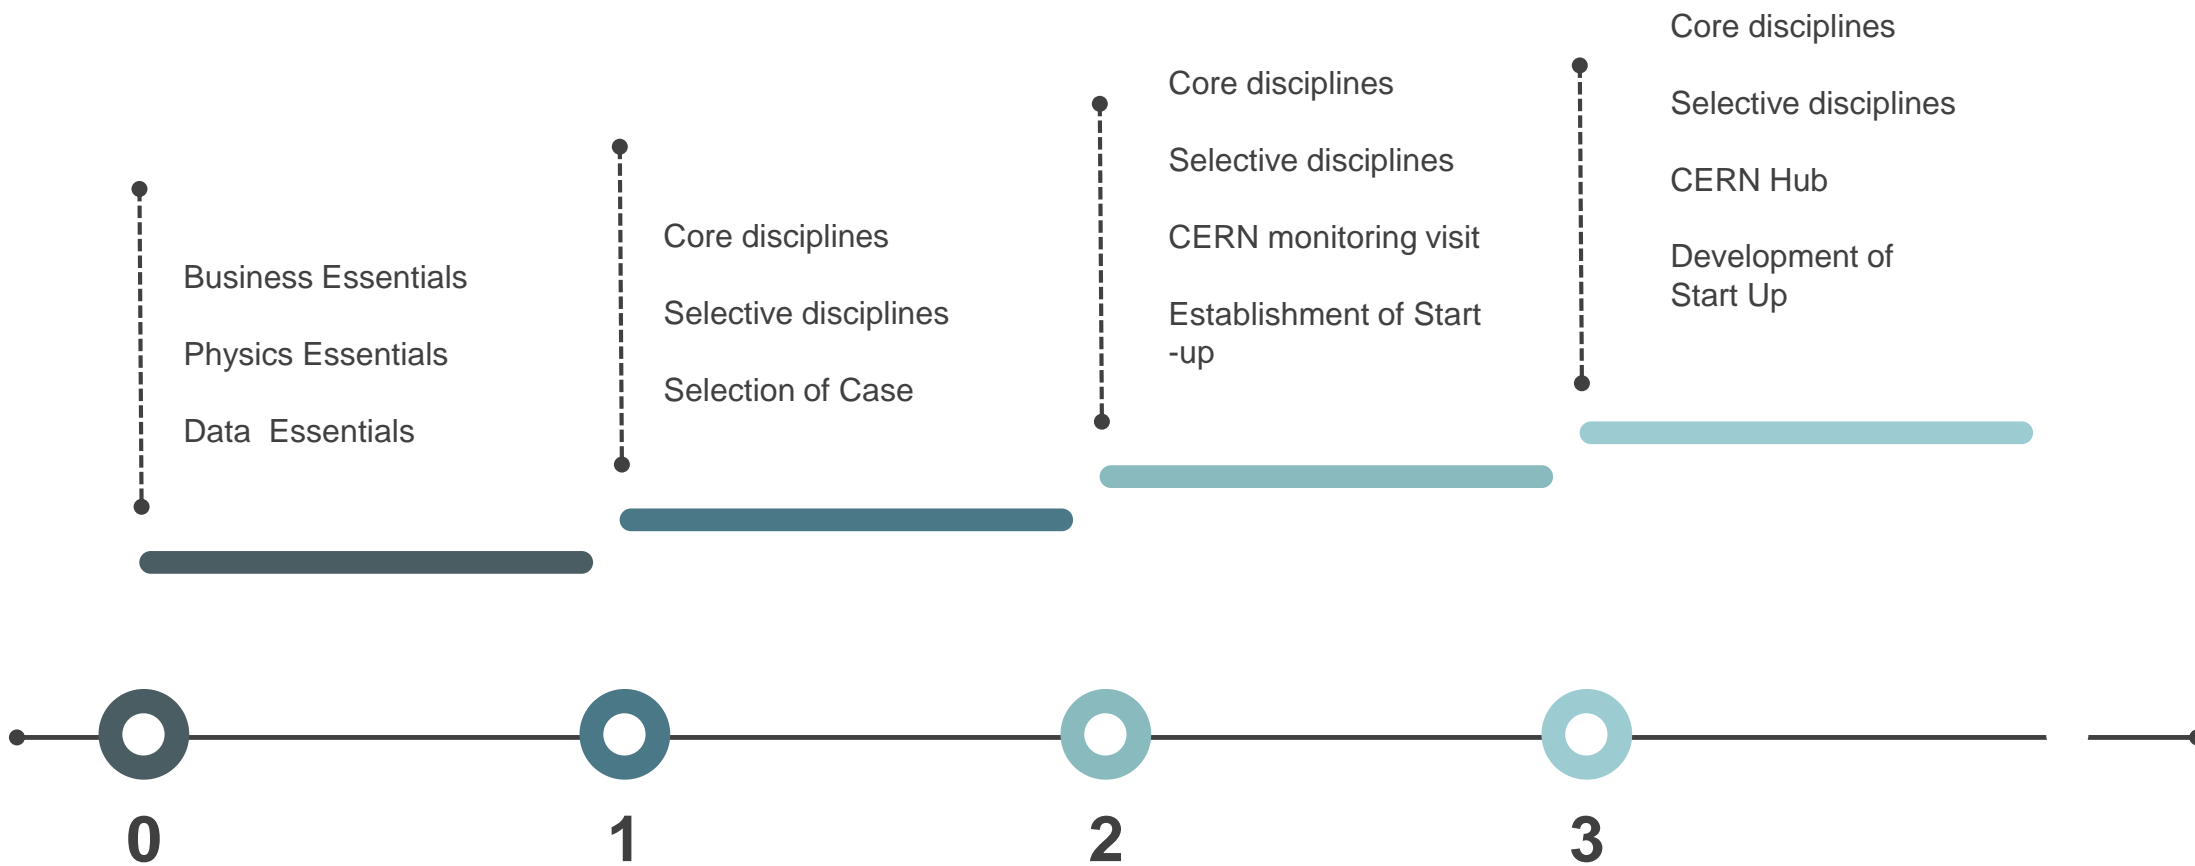 Business Essentials
Physics Essentials
Data  Essentials
Core disciplines
Selective disciplines
Selection of Case
Core disciplines
Selective disciplines
CERN monitoring visit
Establishment of Start
-up
Core disciplines
Selective disciplines
CERN Hub
Development of
Start Up
0
1
2
3